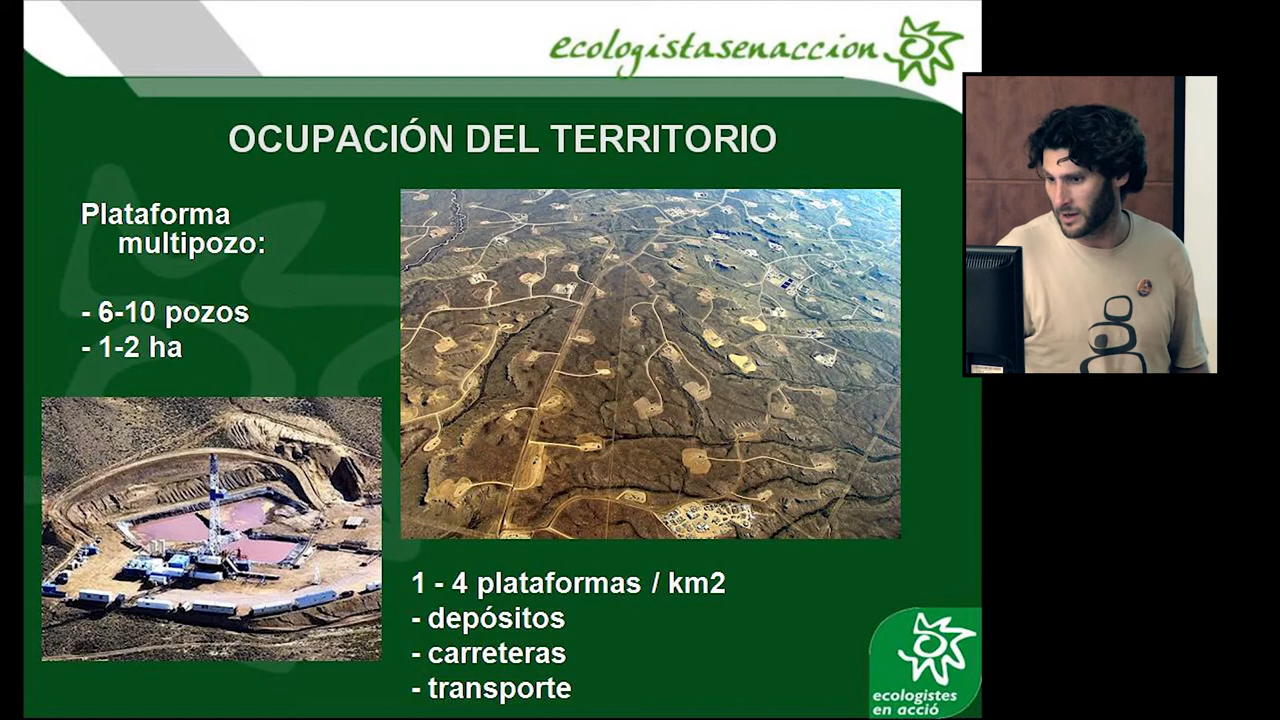 ecologistasenaccion
OCUPACIÓN DEL TERRITORIO
Plataforma
multipozo:
- 6-10 pozos
- 1-2 ha
1 - 4 plataformas / km2
- depósitos
- carreteras
- transporte
ecologistes
en acció